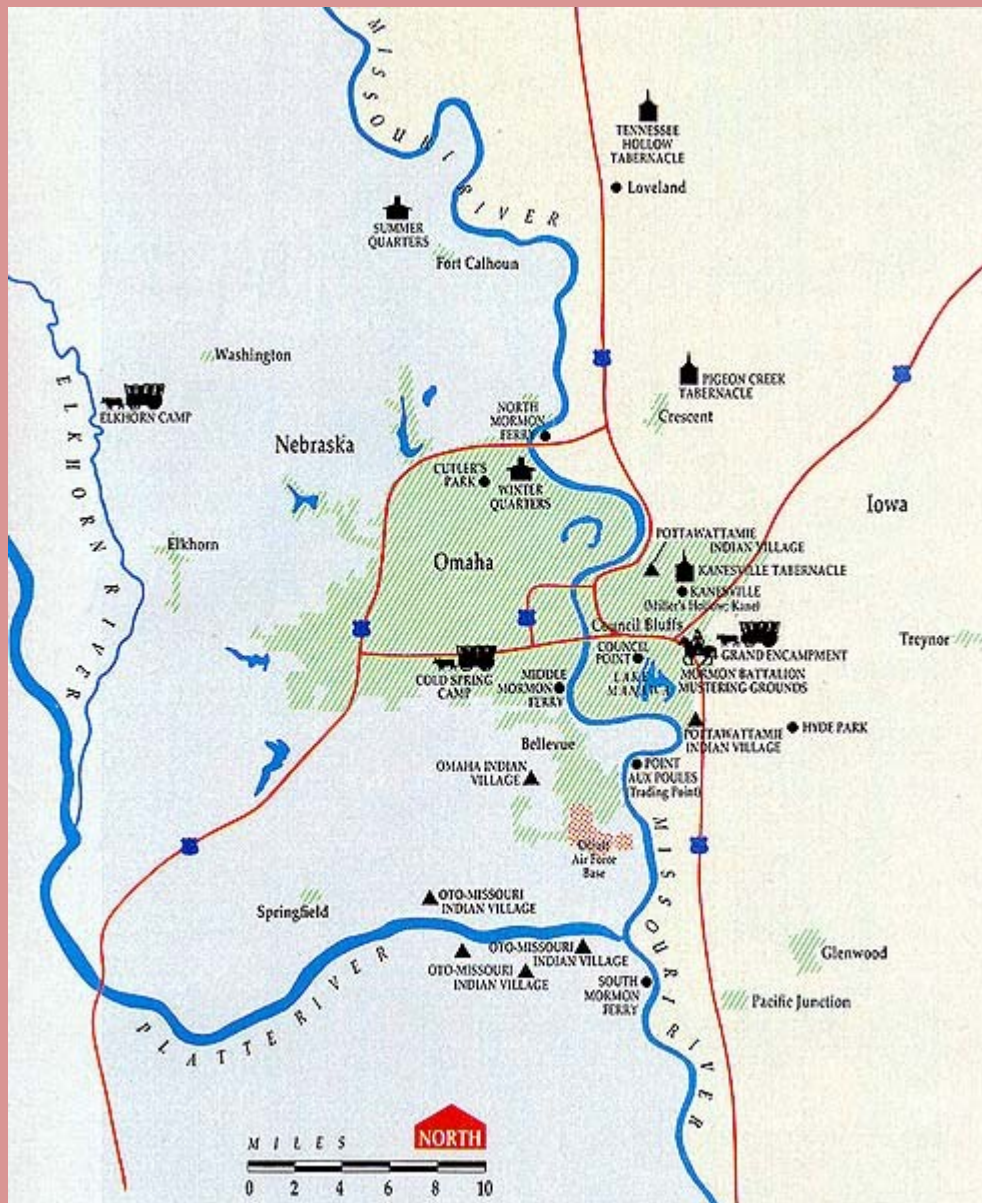 MISSOURI RIVER
TENNESSEE
HOLLOW
TABERNACLE
Loveland
SUMMER
QUARTERS
Fort Calhoun
Washington
ELKHORN CAMP
ELKHORN RIVER
PIGEON CREEK
TABERNACLE
Crescent
NORTH
MORMON
FERRY
Nebraska
CUTLER'S
PARK
WINTER
QUARTERS
Iowa
Elkhorn
Omaha
POTTAWATTAMIE
INDIAN VILLAGE
KANESVILLE TABERNACLE
KANESVILLE
(Miller's Hollow; Kane)
Council Bluffs
Treynor
GRAND ENCAMPMENT
COUNCIL
POINT
LAKE
MORMON BATTALION
MUSTERING GROUNDS
COLD SPRING
CAMP
MIDDLE
MORMON
FERRY
HYDE PARK
POTTAWATTAMIE
INDIAN VILLAGE
Bellevue
OMAHA INDIAN
VILLAGE
POINT
AUX POULES
(Trading Point)
MISSOURI RIVER
Air Force
Base
Springfield
OTO-MISSOURI
INDIAN VILLAGE
OTO-MISSOURI
INDIAN VILLAGE
OTO-MISSOURI
INDIAN VILLAGE
Glenwood
SOUTH
MORMON
FERRY
Pacific Junction
PLATTE RIVER
NORTH
MILES
0 2 4 6 8 10